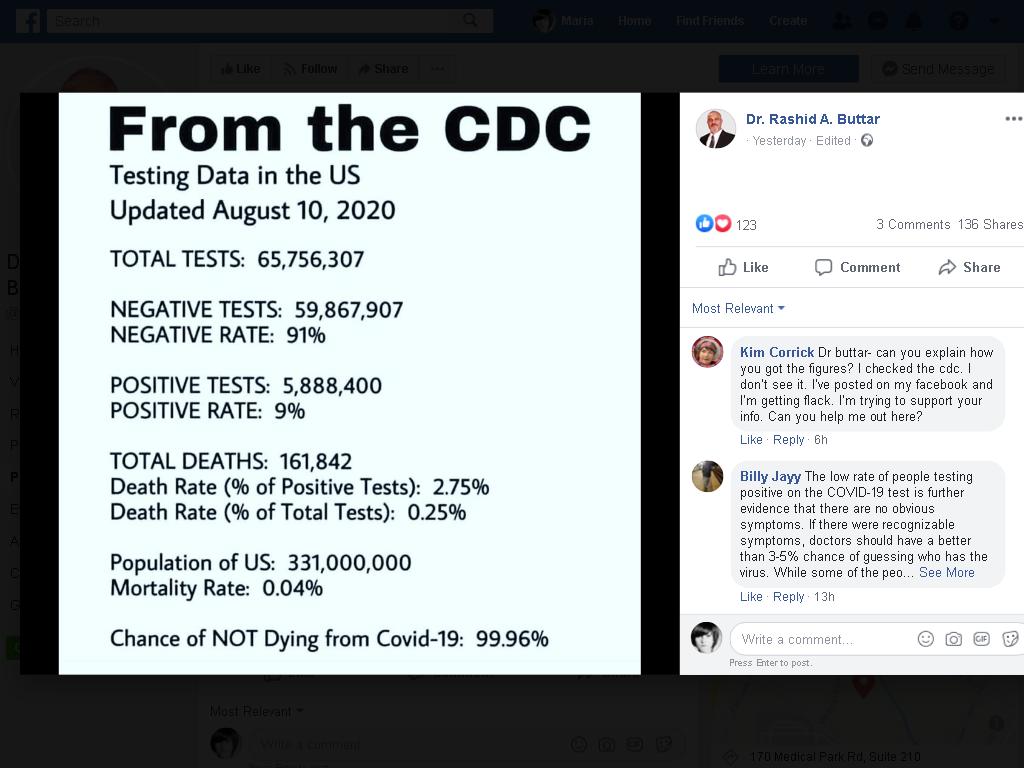 Search
Maria
Home
Find Friends
Create
Like
Follow
Share
Learn More
Send Message
From the CDC
Testing Data in the US
Updated August 10, 2020
TOTAL TESTS: 65,756,307
NEGATIVE TESTS: 59,867,907
NEGATIVE RATE: 91%
POSITIVE TESTS: 5,888,400
POSITIVE RATE: 9%
TOTAL DEATHS: 161,842
Death Rate (% of Positive Tests): 2.75%
Death Rate (% of Total Tests): 0.25%
Population of US: 331,000,000
Mortality Rate: 0.04%
Chance of NOT Dying from Covid-19: 99.96%
Dr. Rashid A. Buttar
· Yesterday · Edited ·
123
3 Comments 136 Shares
Like Comment Share
Most Relevant
Kim Corrick Dr buttar- can you explain how
you got the figures? I checked the cdc. I
don't see it. I've posted on my facebook and
I'm getting flack. I'm trying to support your
info. Can you help me out here?
Like · Reply · 6h
Billy Jayy The low rate of people testing
positive on the COVID-19 test is further
evidence that there are no obvious
symptoms. If there were recognizable
symptoms, doctors should have a better
than 3-5% chance of guessing who has the
virus. While some of the peo... See More
Like · Reply · 13h
Write a comment...
GIF
Press Enter to post.
Most Relevant
Write a comment
170 Medical Park Rd, Suite 210